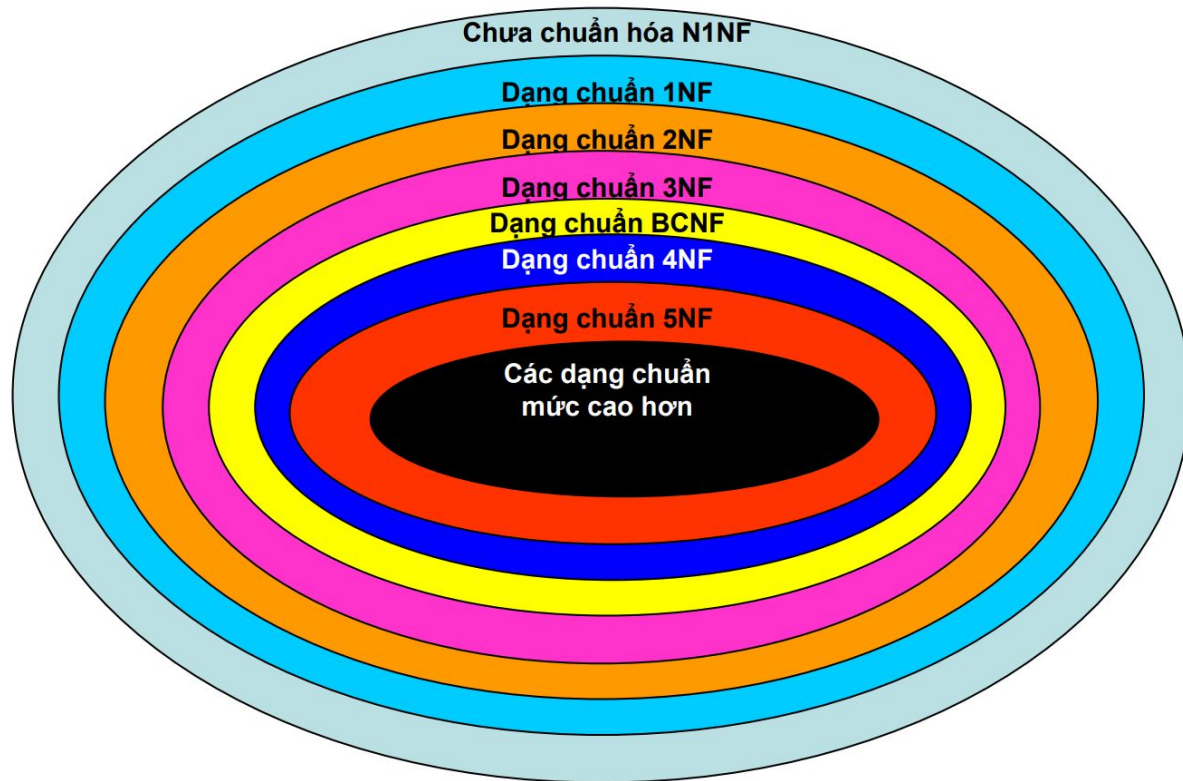 Chưa chuẩn hóa N1NF
Dạng chuẩn 1NF
Dạng chuẩn 2NF
Dạng chuẩn 3NF
Dạng chuẩn BCNF
Dạng chuẩn 4NF
Dạng chuẩn 5NF
Các dạng chuẩn
mức cao hơn